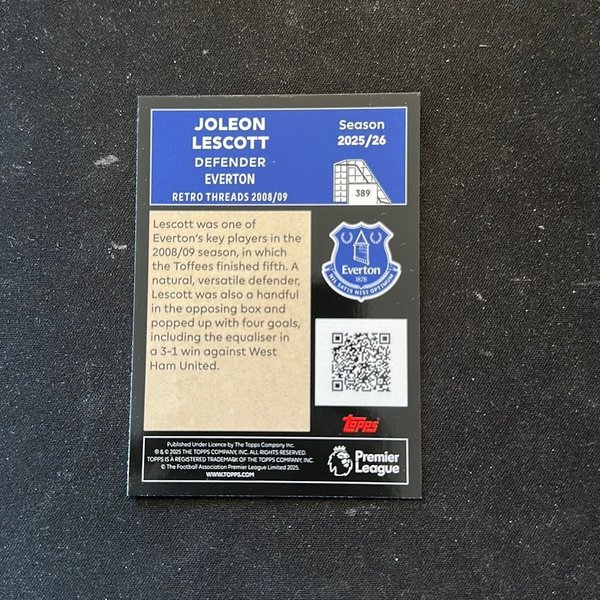 JOLEON
LESCOTT
DEFENDER
EVERTON
RETRO THREADS 2008/09
Season
2025/26
389
Lescott was one of
Everton's key players in the
2008/09 season, in which
the Toffees finished fifth. A
natural, versatile defender,
Lescott was also a handful
in the opposing box and
popped up with four goals,
including the equaliser in
a 3-1 win against West
Ham United.
Everton
1878
NIL SATIS NISI OPTIMUM
topps
Published Under Licence by The Topps Company Inc.
® & © 2025 THE TOPPS COMPANY, INC. ALL RIGHTS RESERVED.
TOPPS IS A REGISTERED TRADEMARK OF THE TOPPS COMPANY, INC.
© The Football Association Premier League Limited 2025.
WWW.TOPPS.COM
Premier
League